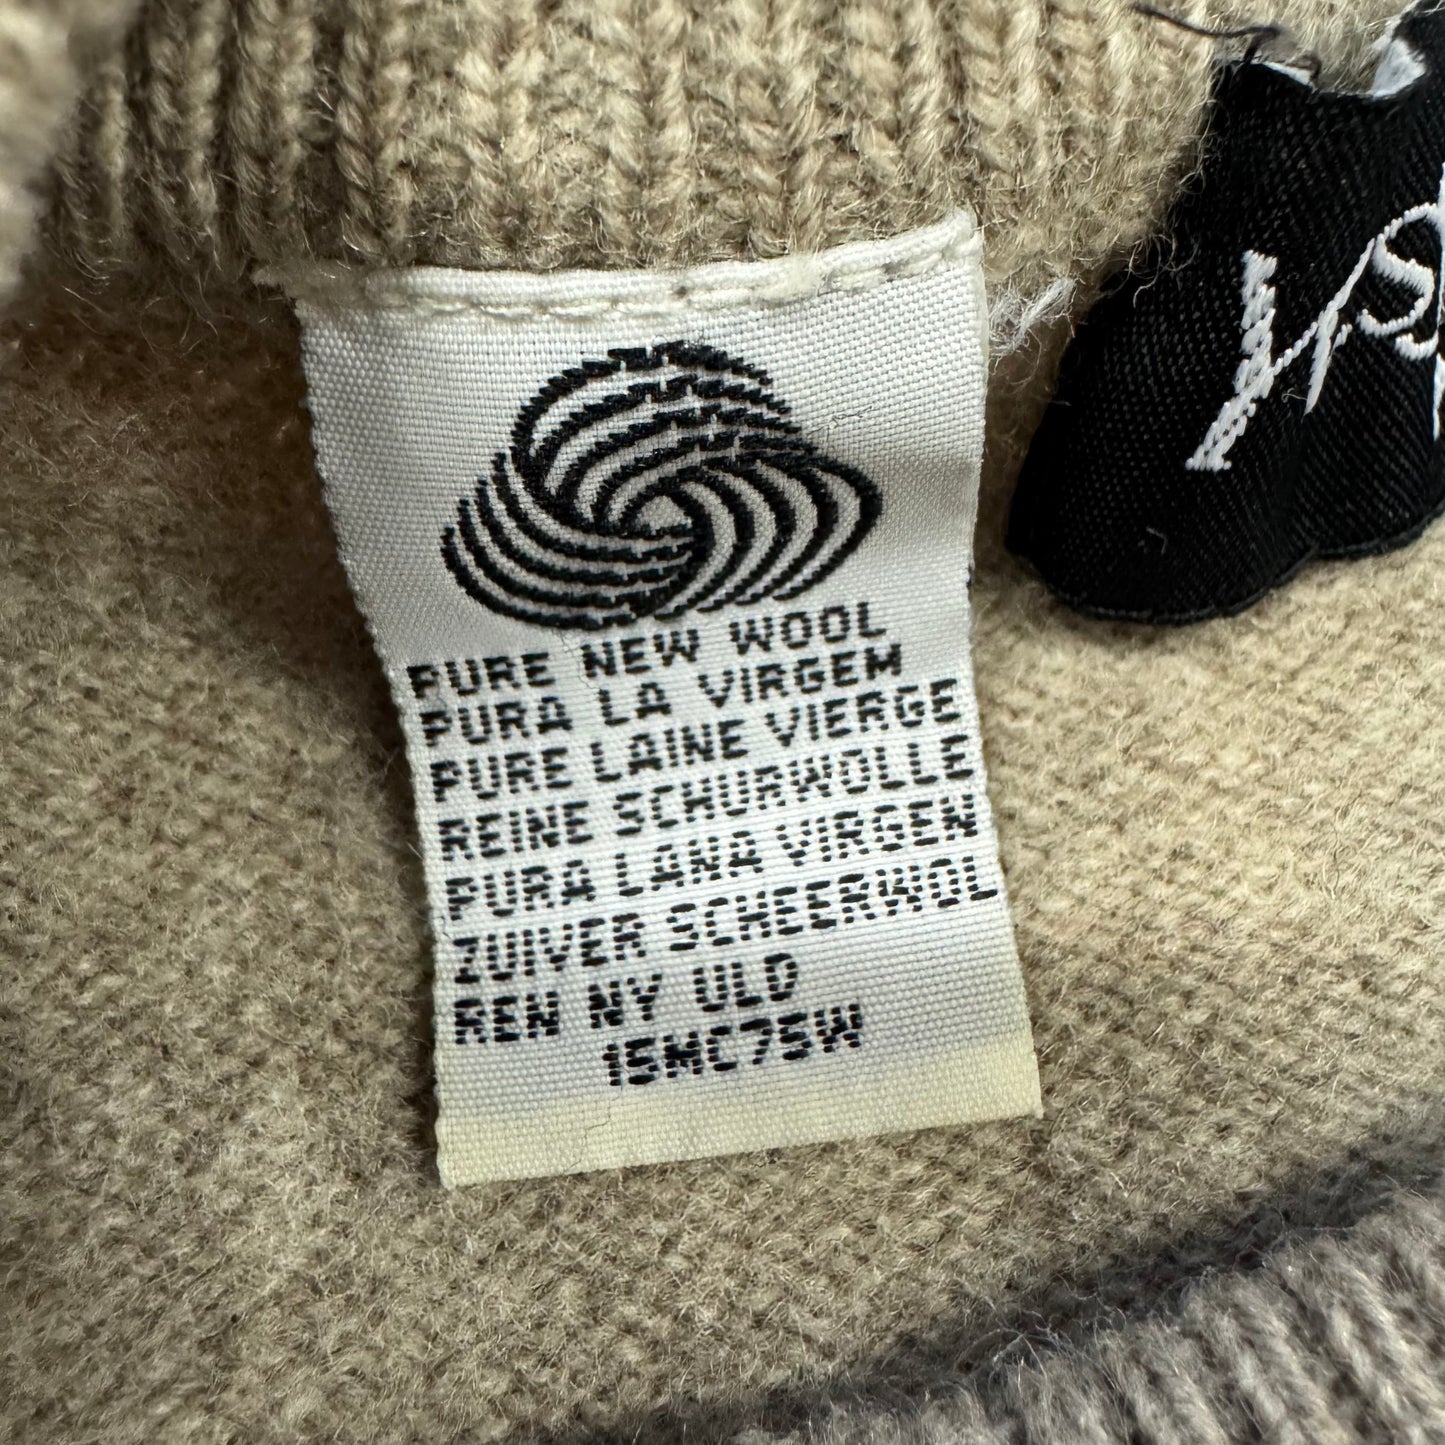 PURE NEW WOOL
PURA LA VIRGEM
PURE LAINE VIERGE
REINE SCHURWOLLE
PURA LANA VIRGEN
ZUIVER SCHEERWOL
REN NY ULD
15MC75W